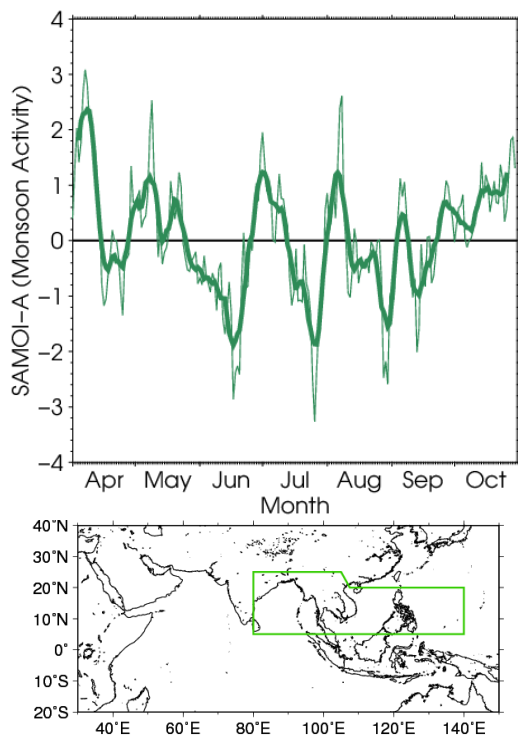 4
3
2
1
0
−1
−2
−3
−4
SAMOI−A (Monsoon Activity)
Apr May Jun Jul Aug Sep Oct
Month
40°N
30°N
20°N
10°N
0°
10°S
20°S
40°E 60°E 80°E 100°E 120°E 140°E